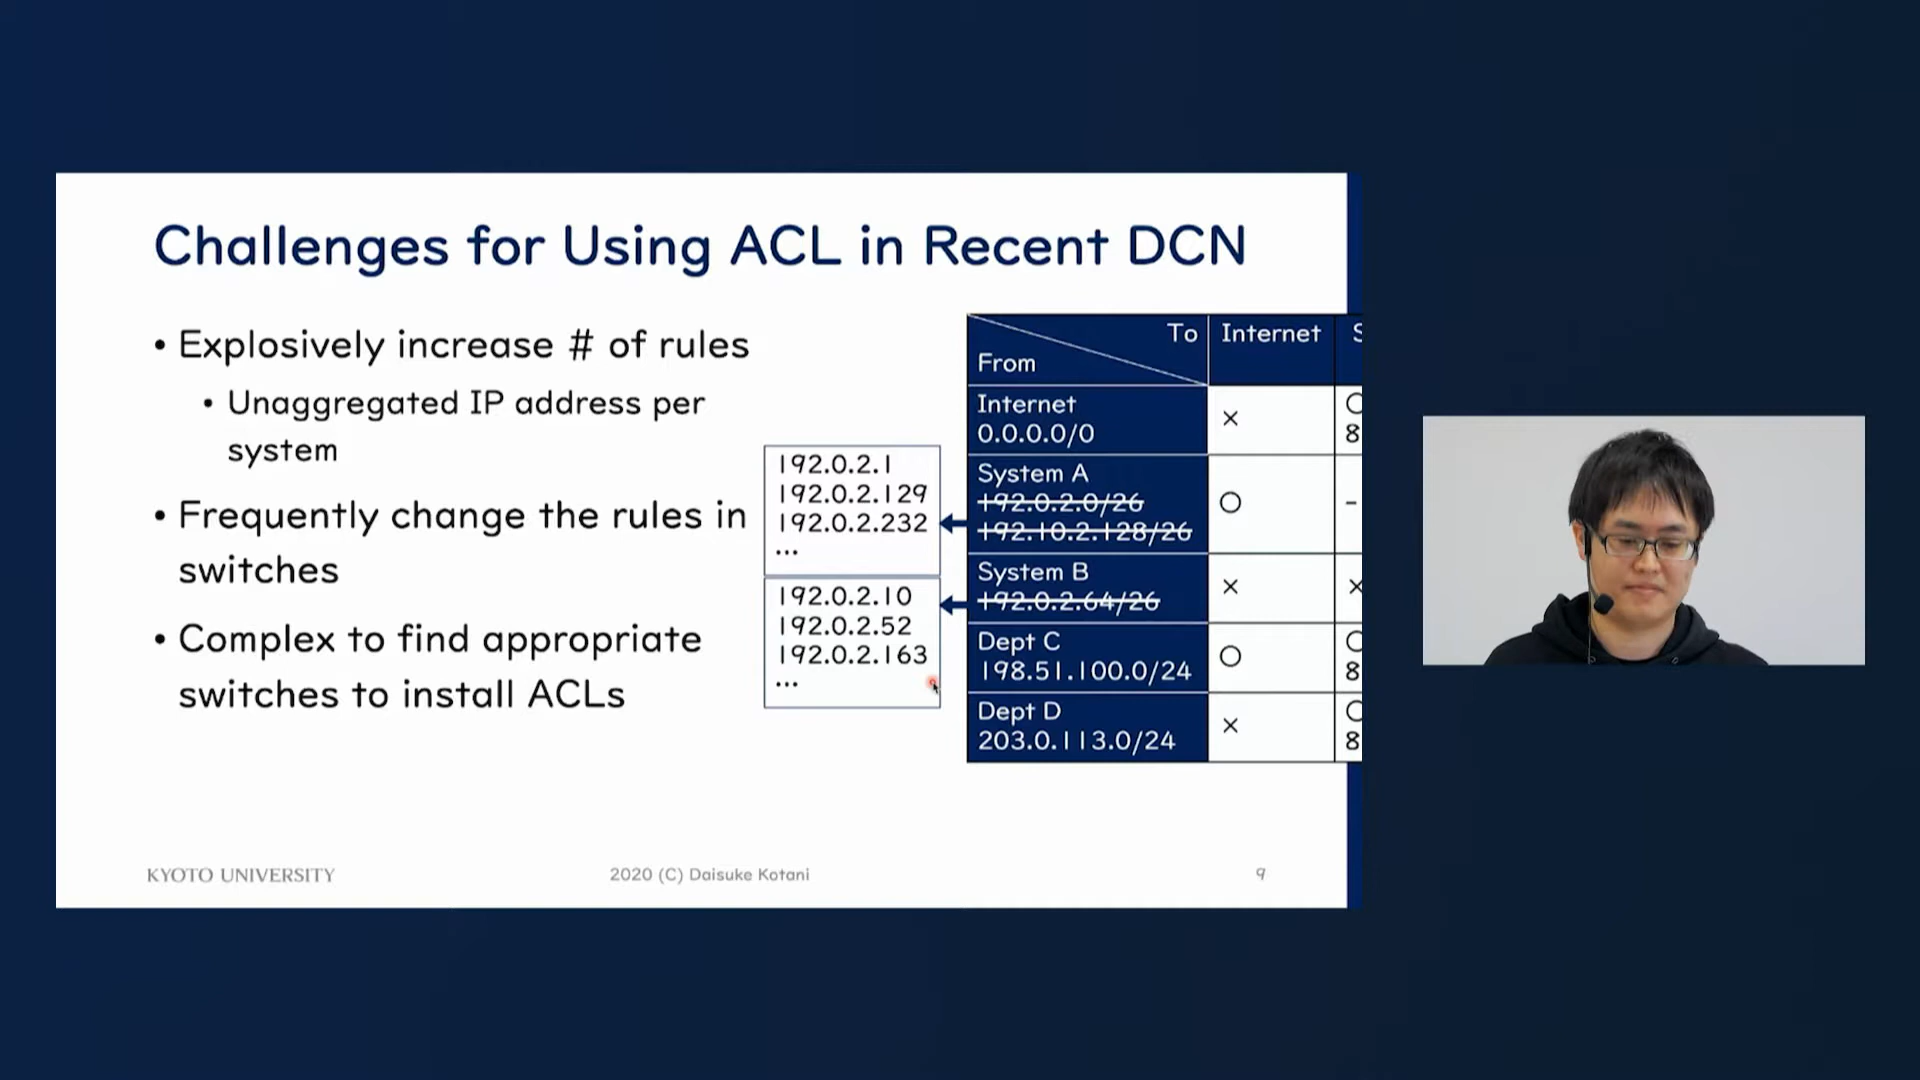 Challenges for Using ACL in Recent DCN
• Explosively increase # of rules
• Unaggregated IP address per
system
• Frequently change the rules in
switches
• Complex to find appropriate
switches to install ACLs
192.0.2.1
192.0.2.129
192.0.2.232
...
192.0.2.10
192.0.2.52
192.0.2.163
...
To
From
Internet
Internet
0.0.0.0/0
×
8
System A
192.0.2.0/26
192.10.2.128/26
○
-
System B
192.0.2.64/26
×
×
Dept C
198.51.100.0/24
○
8
Dept D
203.0.113.0/24
×
8
KYOTO UNIVERSITY
2020 (C) Daisuke Kotani
9